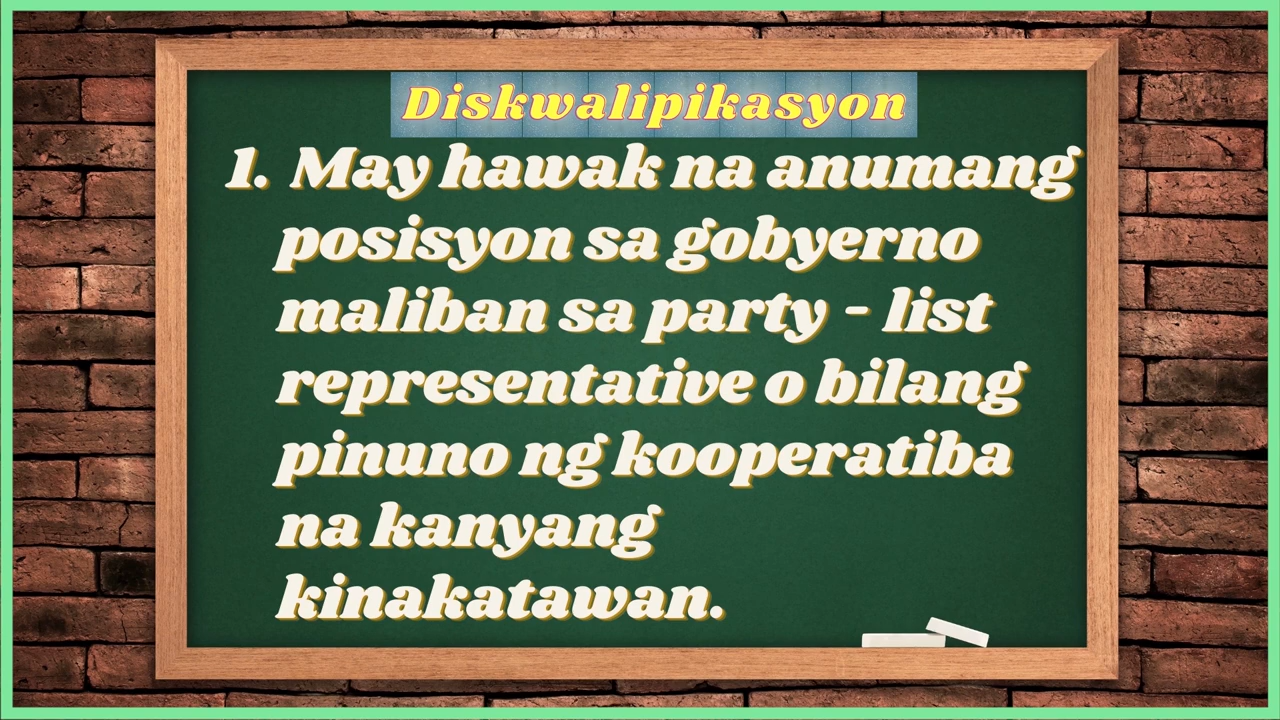 Diskwalipikasyon
1. May hawak na anumang
posisyon sa gobyerno
maliban sa party - list
representative o bilang
pinuno ng kooperatiba
na kanyang
kinakatawan.